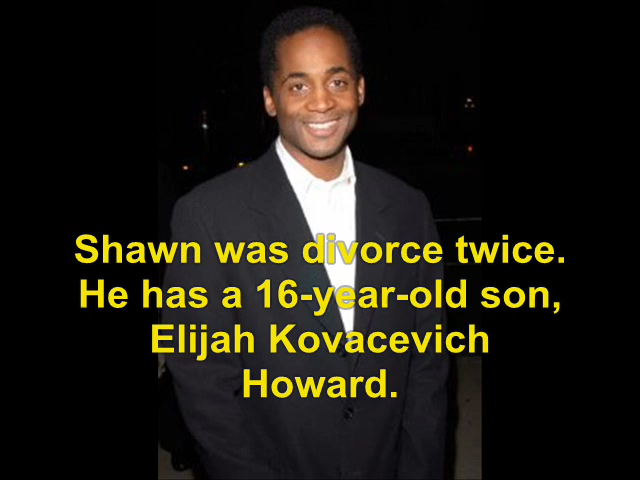 Shawn was divorce twice.
He has a 16-year-old son,
Elijah Kovacevich
Howard.